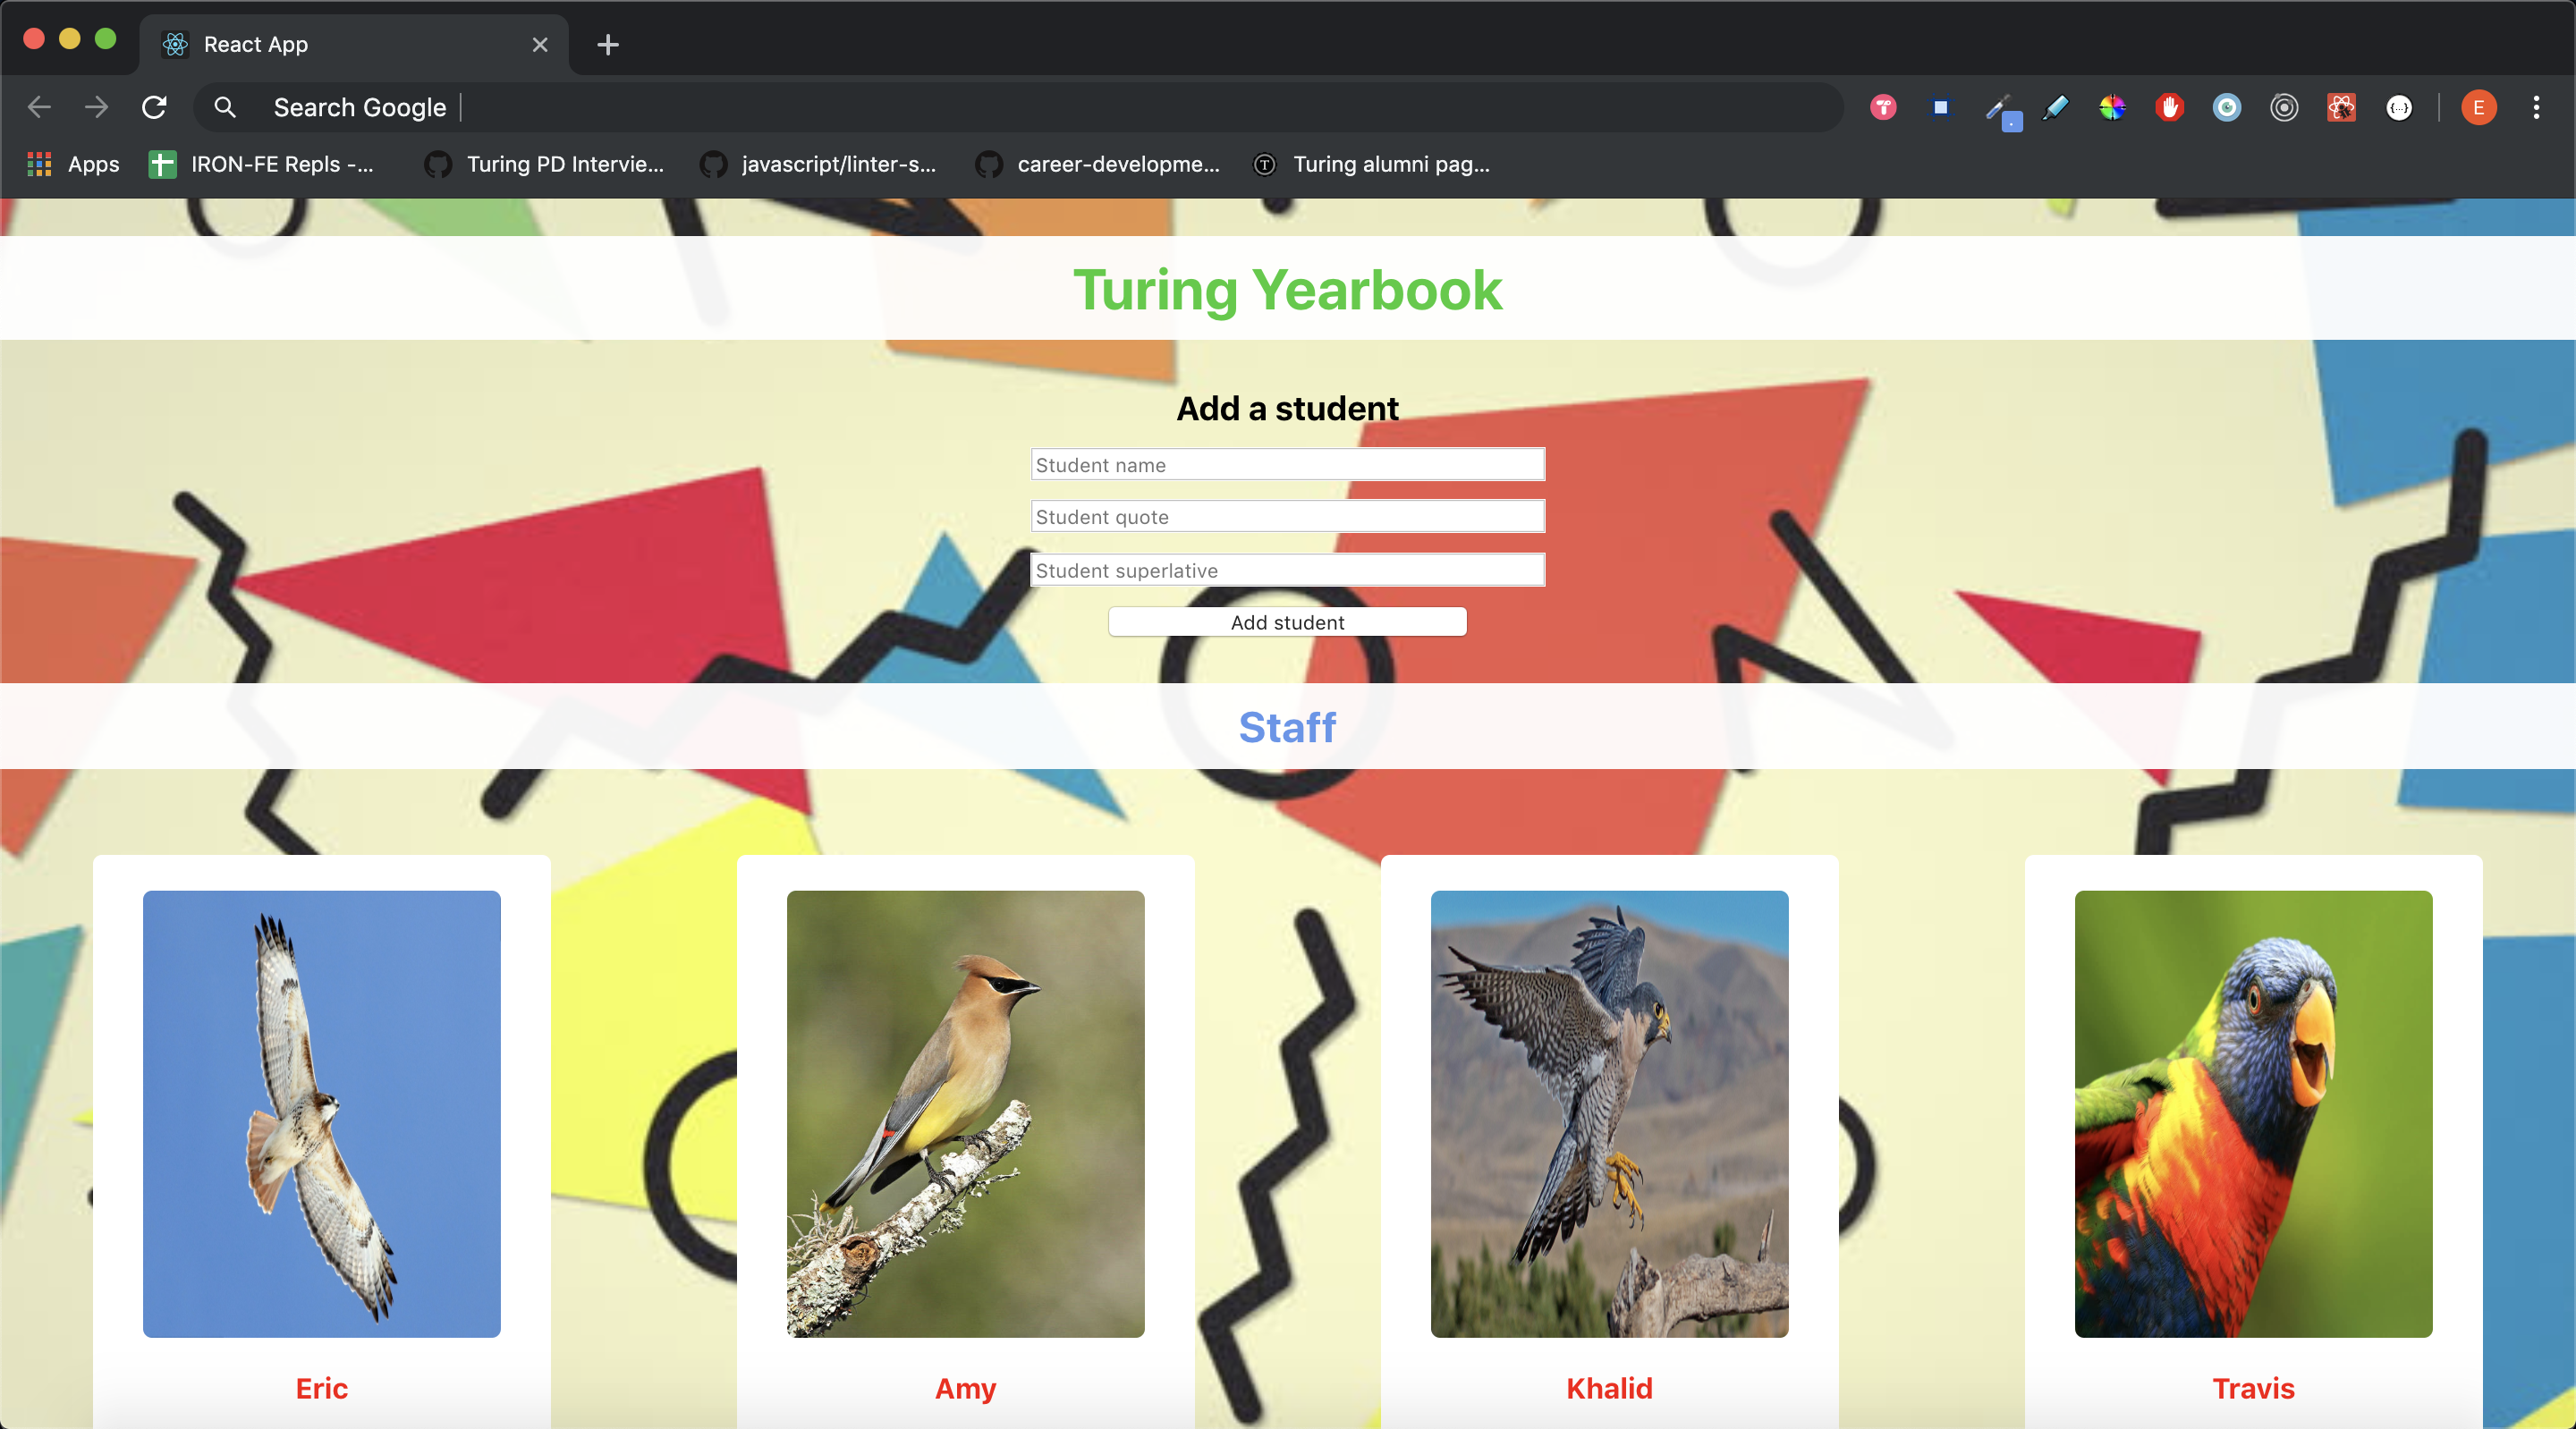 React App
Search Google
E
Apps
IRON-FE Repls -...
Turing PD Intervie...
javascript/linter-s...
career-developme...
T
Turing alumni pag...
Turing Yearbook
Add a student
Student name
Student quote
Student superlative
Add student
Staff
Eric
Amy
Khalid
Travis